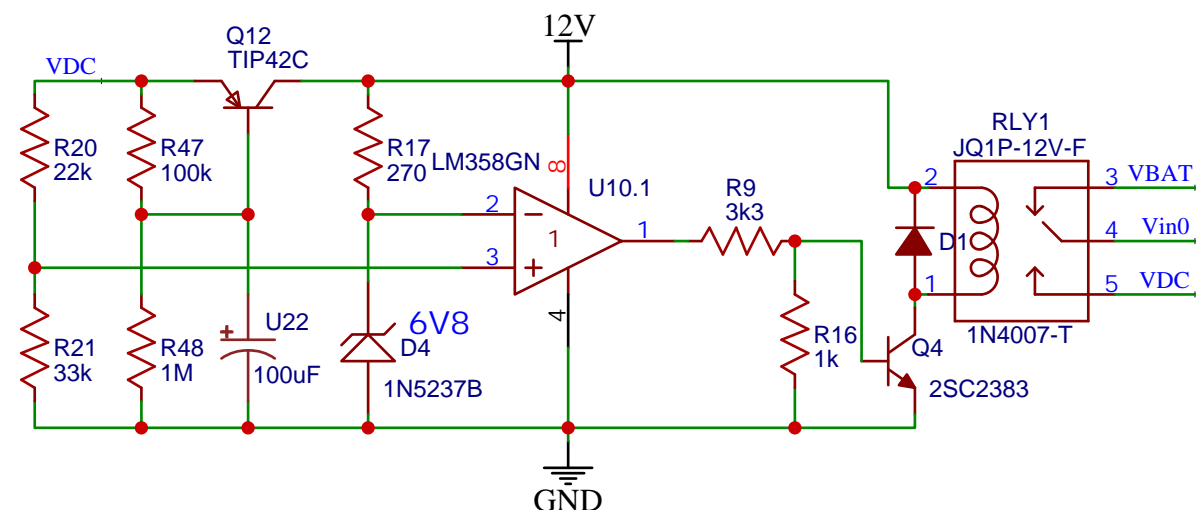 12V
Q12
TIP42C
VDC
R20
22k
R47
100k
R17
270
LM358GN
8
U10.1
2
1
3
1
4
R9
3k3
RLY1
JQ1P-12V-F
2
3
VBAT
4
Vin0
D1
1
5
VDC
1N4007-T
R21
33k
R48
1M
U22
100uF
6V8
D4
1N5237B
R16
1k
Q4
2SC2383
GND